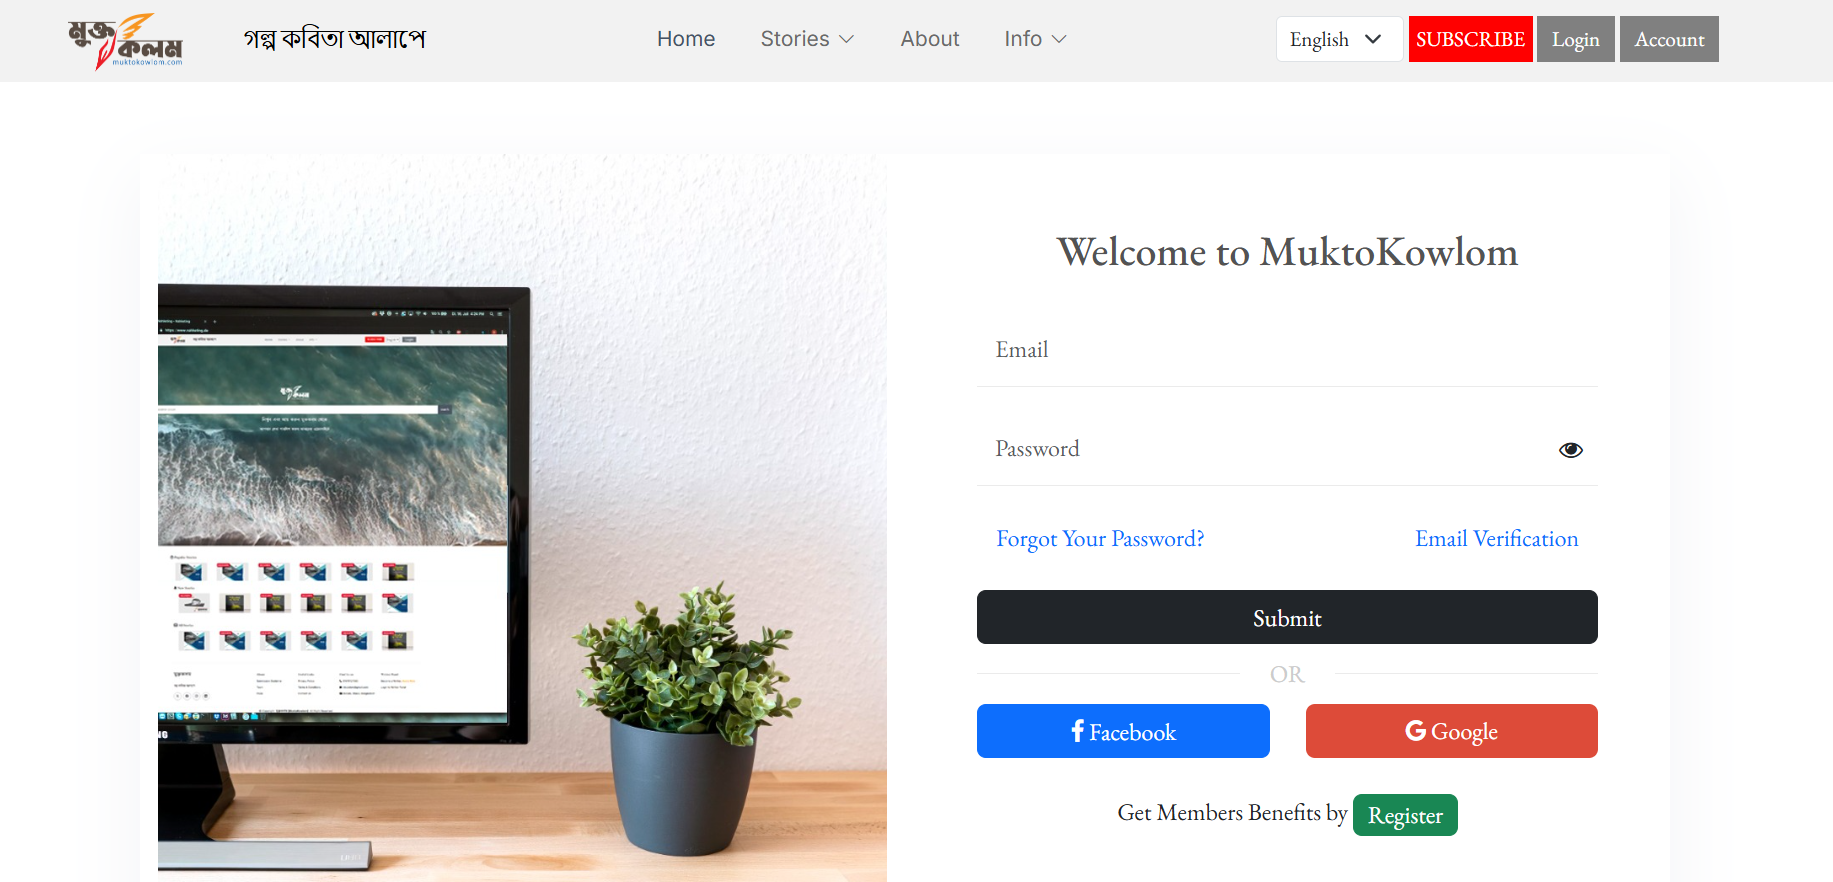 মুক্ত কলম
muktokowlom.com
গল্প কবিতা আলাপে
Home Stories About Info
English SUBSCRIBE Login Account
Welcome to MuktoKowlom
Email
Password
Forgot Your Password? Email Verification
Submit
OR
Facebook Google
Get Members Benefits by Register